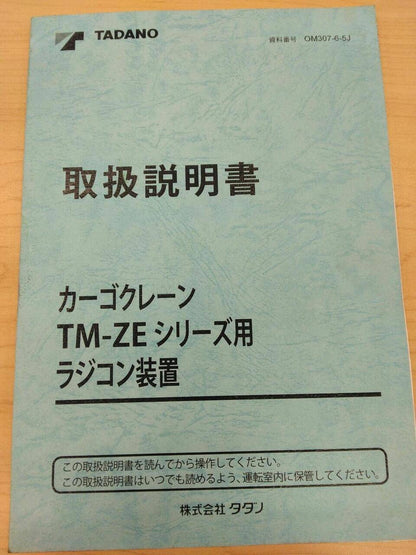 TADANO
資料番号 OM307-6-5J
取扱説明書
カーゴクレーン
TM-ZEシリーズ用
ラジコン装置
この取扱説明書を読んでから操作してください。
この取扱説明書はいつでも読めるよう、運転室内に保管してください。
株式会社 タダノ